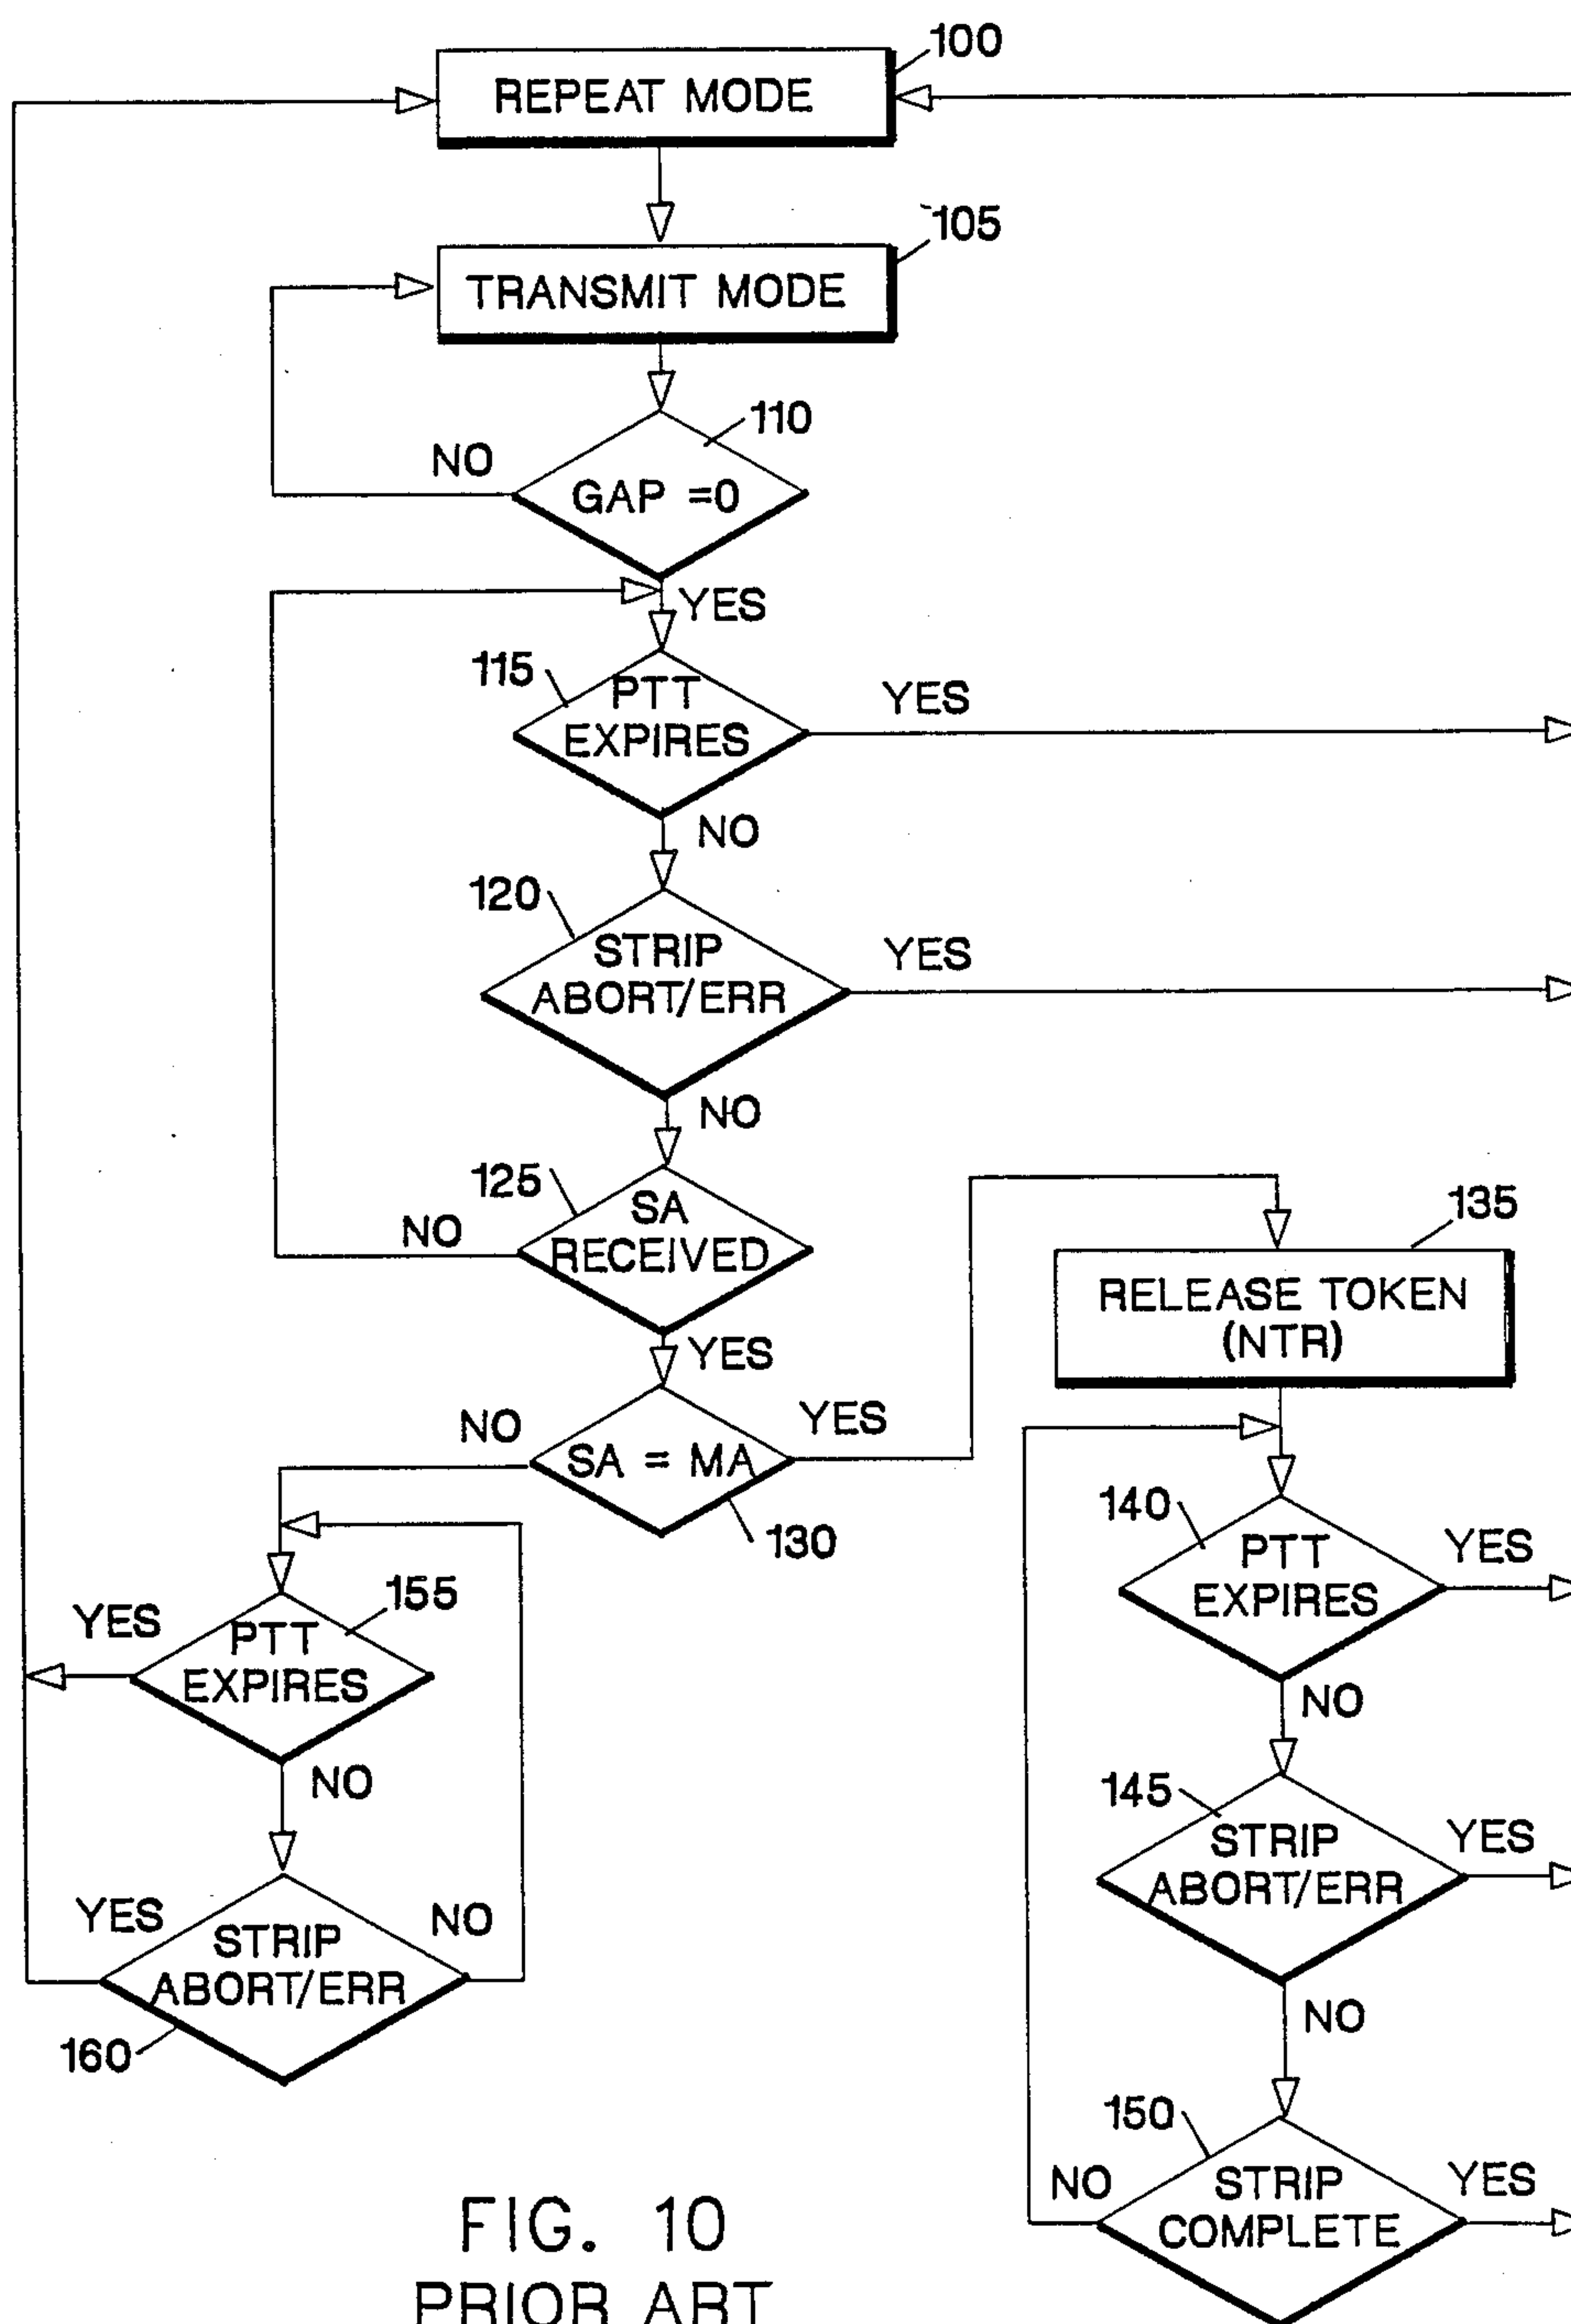 100
REPEAT MODE
105
TRANSMIT MODE
110
NO
GAP =0
YES
115
PTT
EXPIRES
YES
NO
120
STRIP
ABORT/ERR
YES
NO
125
SA
RECEIVED
NO
YES
135
RELEASE TOKEN
(NTR)
NO
SA = MA
YES
130
140
PTT
EXPIRES
YES
NO
155
PTT
EXPIRES
YES
NO
145
STRIP
ABORT/ERR
YES
NO
YES
STRIP
ABORT/ERR
NO
160
150
STRIP
COMPLETE
NO
YES
FIG. 10
PRIOR ART